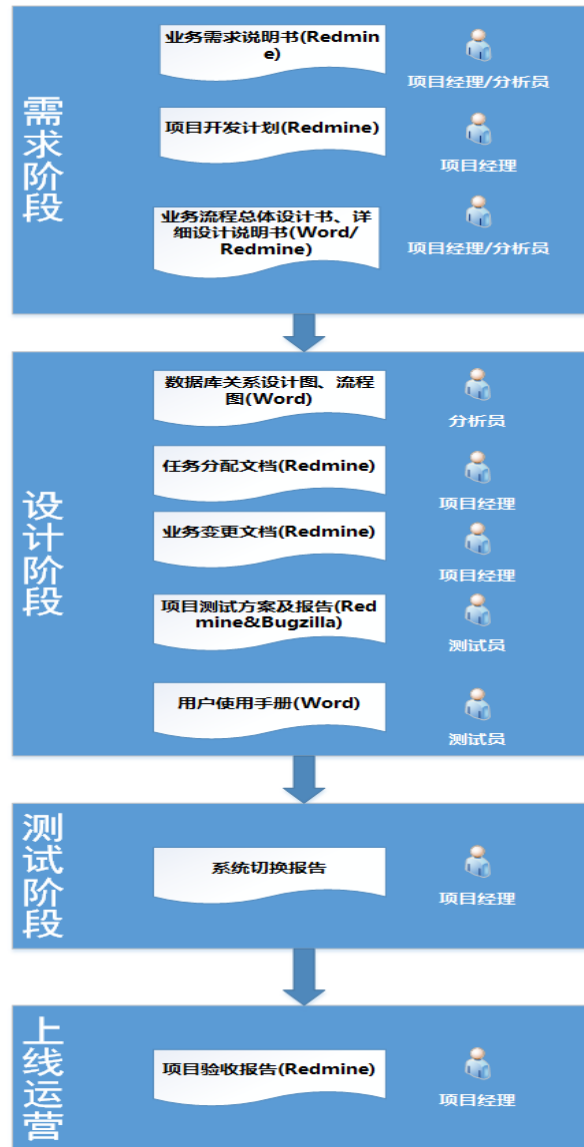 需求阶段
业务需求说明书(Redmin
e)
项目经理/分析员
项目开发计划(Redmine)
项目经理
业务流程总体设计书、详
细设计说明书(Word/
Redmine)
项目经理/分析员
设计阶段
数据库关系设计图、流程
图(Word)
分析员
任务分配文档(Redmine)
项目经理
业务变更文档(Redmine)
项目经理
项目测试方案及报告(Red
mine&Bugzilla)
测试员
用户使用手册(Word)
测试员
测试阶段
系统切换报告
项目经理
上线运营
项目验收报告(Redmine)
项目经理